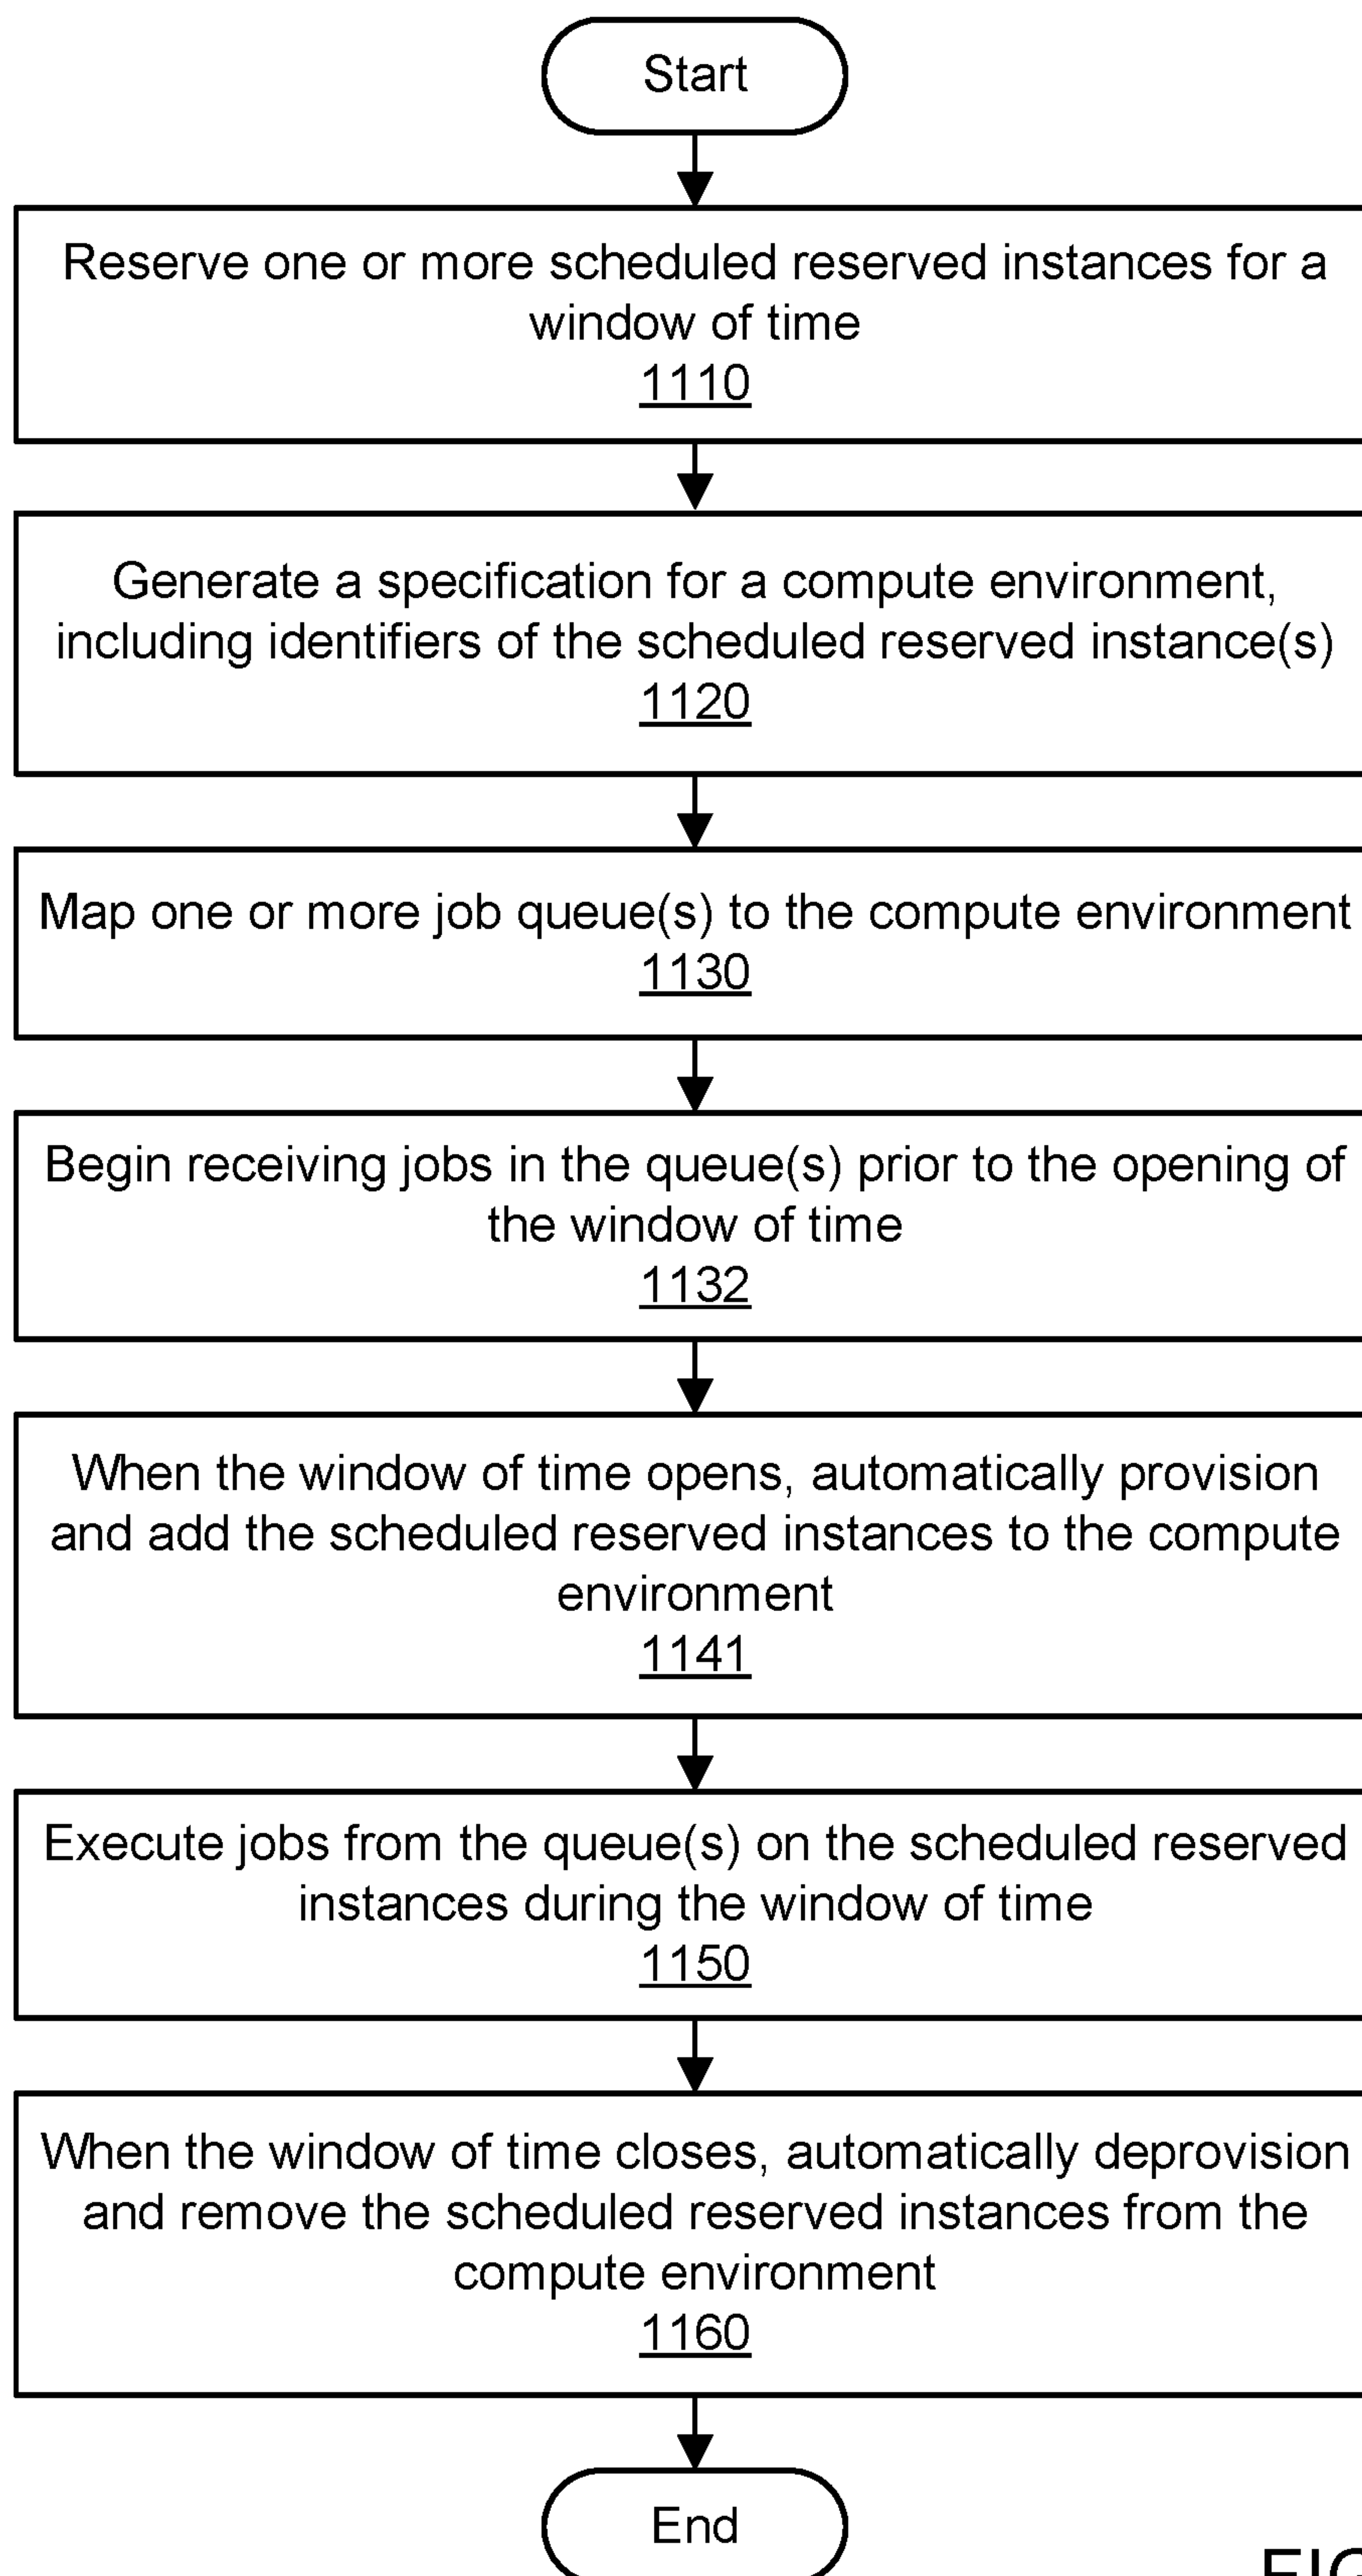 Start
Reserve one or more scheduled reserved instances for a
window of time
1110
Generate a specification for a compute environment,
including identifiers of the scheduled reserved instance(s)
1120
Map one or more job queue(s) to the compute environment
1130
Begin receiving jobs in the queue(s) prior to the opening of
the window of time
1132
When the window of time opens, automatically provision
and add the scheduled reserved instances to the compute
environment
1141
Execute jobs from the queue(s) on the scheduled reserved
instances during the window of time
1150
When the window of time closes, automatically deprovision
and remove the scheduled reserved instances from the
compute environment
1160
End